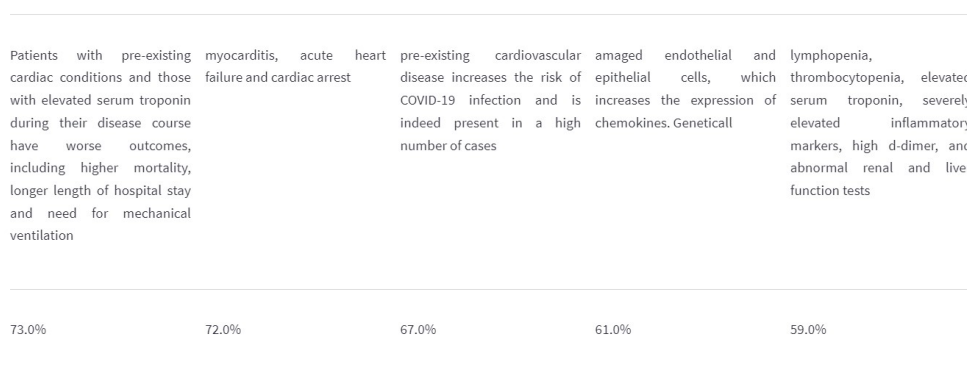 Patients with pre-existing
cardiac conditions and those
with elevated serum troponin
during their disease course
have worse outcomes,
including higher mortality,
longer length of hospital stay
and need for mechanical
ventilation
myocarditis, acute heart
failure and cardiac arrest
pre-existing cardiovascular
disease increases the risk of
COVID-19 infection and is
indeed present in a high
number of cases
amaged endothelial and
epithelial cells, which
increases the expression of
chemokines. Geneticall
lymphopenia,
thrombocytopenia, elevated
serum troponin, severely
elevated inflammatory
markers, high d-dimer, and
abnormal renal and live
function tests
73.0% 72.0% 67.0% 61.0% 59.0%